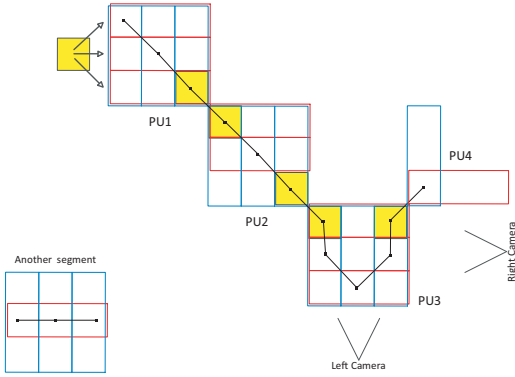 PU1
PU4
PU2
Another segment
Right Camera
PU3
Left Camera